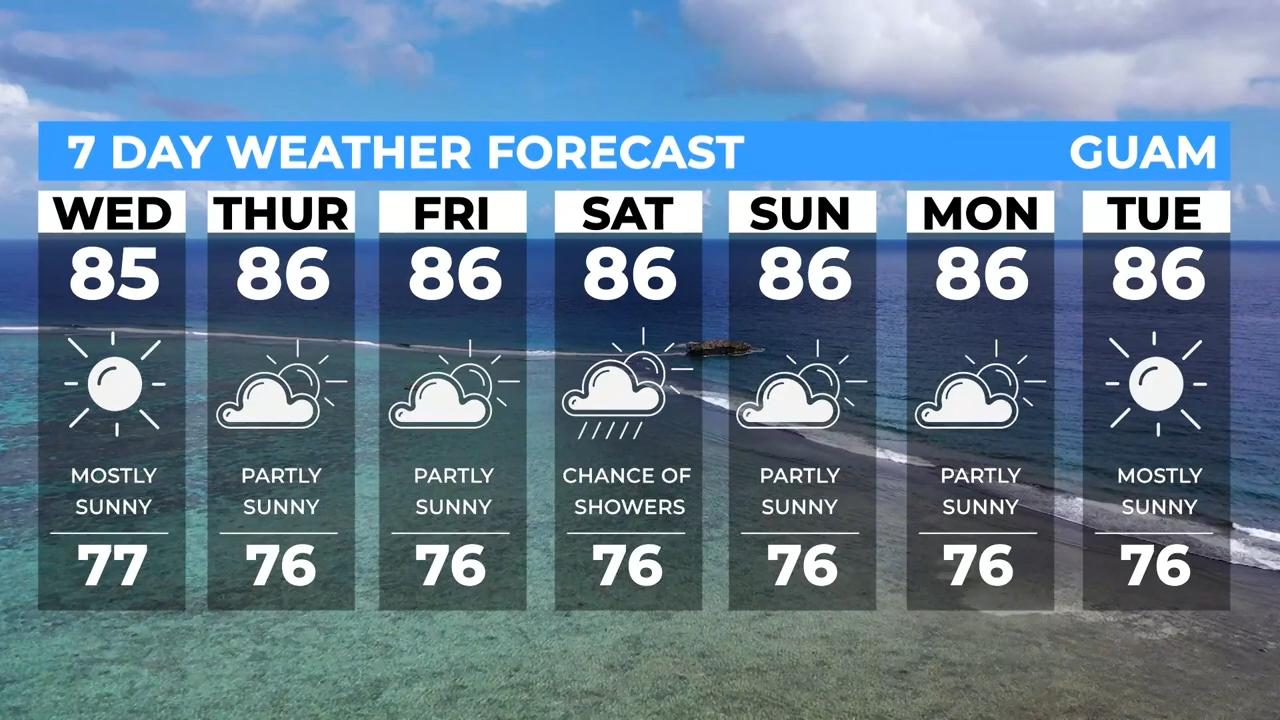 7 DAY WEATHER FORECAST GUAM
WED THUR FRI SAT SUN MON TUE
85 86 86 86 86 86 86
MOSTLY SUNNY
PARTLY SUNNY
PARTLY SUNNY
CHANCE OF SHOWERS
PARTLY SUNNY
PARTLY SUNNY
MOSTLY SUNNY
77 76 76 76 76 76 76